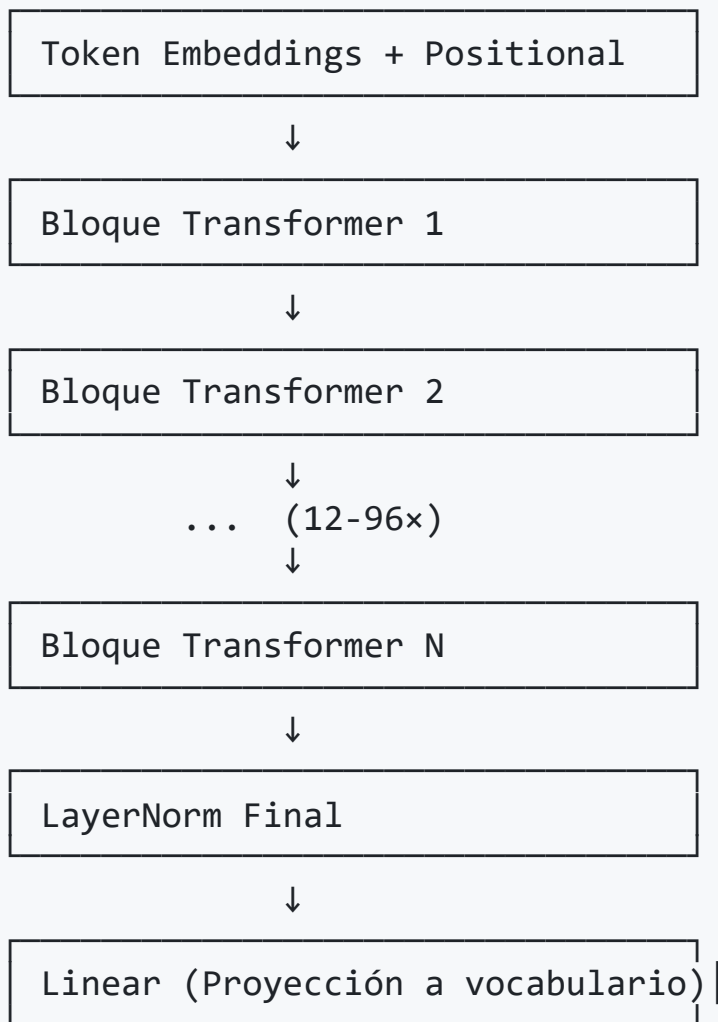 Token Embeddings + Positional
↓
Bloque Transformer 1
↓
Bloque Transformer 2
↓
... (12-96×)
↓
Bloque Transformer N
↓
LayerNorm Final
↓
Linear (Proyección a vocabulario)